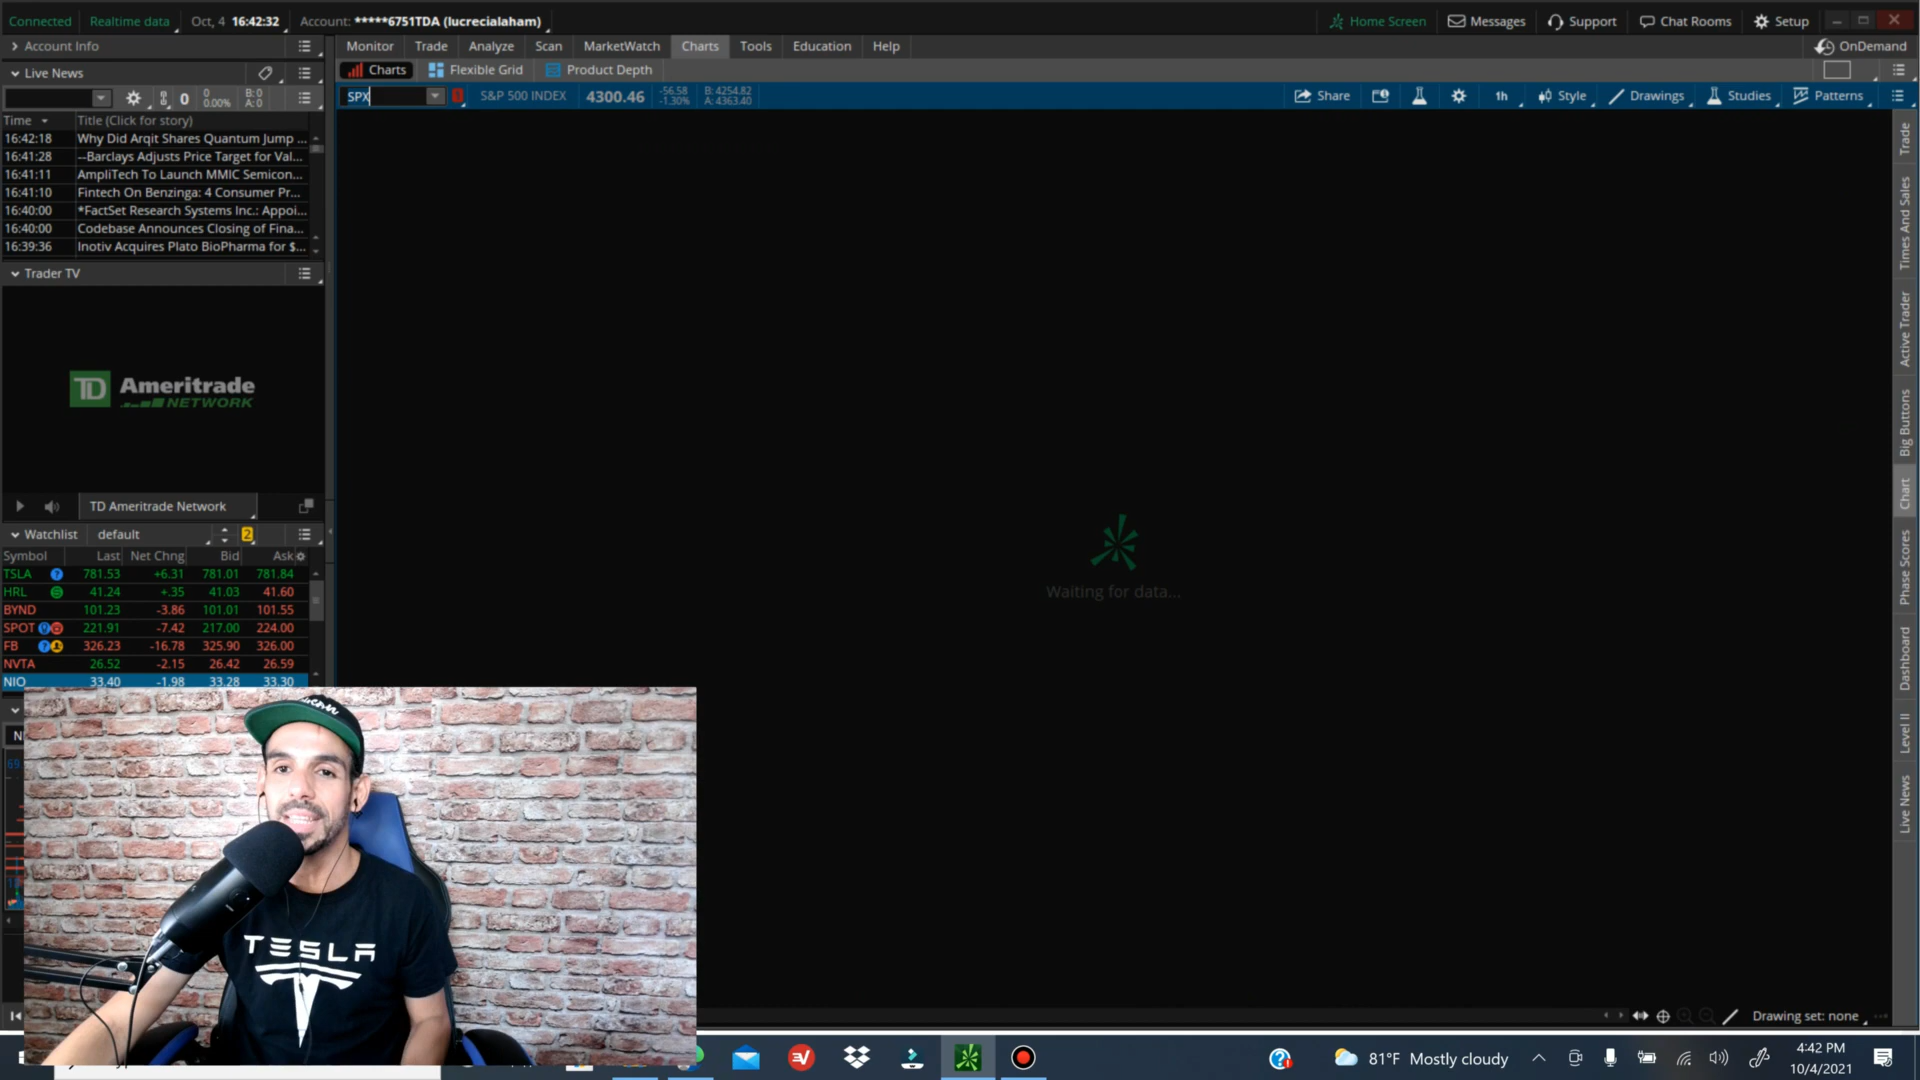 Connected Realtime data Oct, 4 16:42:32 Account: *****6751TDA (lucrecialaham) Home Screen Messages Support Chat Rooms Setup
Account Info Monitor Trade Analyze Scan MarketWatch Charts Tools Education Help OnDemand
Live News Charts Flexible Grid Product Depth
0 0 0.00% B: 0 A: 0 SPX S&P 500 INDEX 4300.46 -56.58 -1.30% B: 4254.82 A: 4363.40 Share 1h Style Drawings Studies Patterns
Time Title (Click for story)
16:42:18 Why Did Arqit Shares Quantum Jump ...
16:41:28 --Barclays Adjusts Price Target for Val...
16:41:11 AmpliTech To Launch MMIC Semicon...
16:41:10 Fintech On Benzinga: 4 Consumer Pr...
16:40:00 *FactSet Research Systems Inc.: Appoi...
16:40:00 Codebase Announces Closing of Fina...
16:39:36 Inotiv Acquires Plato BioPharma for $...
Trader TV
TD Ameritrade
NETWORK
TD Ameritrade Network
Watchlist default 2
Symbol Last Net Chng Bid Ask
TSLA 781.53 +6.31 781.01 781.84
HRL 41.24 +.35 41.03 41.60
BYND 101.23 -3.86 101.01 101.55
SPOT 221.91 -7.42 217.00 224.00
FB 326.23 -16.78 325.90 326.00
NVTA 26.52 -2.15 26.42 26.59
NIO 33.40 -1.98 33.28 33.30
Waiting for data...
Trade
Times And Sales
Active Trader
Big Buttons
Chart
Phase Scores
Dashboard
Level II
Live News
TESLA
Drawing set: none
81°F Mostly cloudy
4:42 PM
10/4/2021